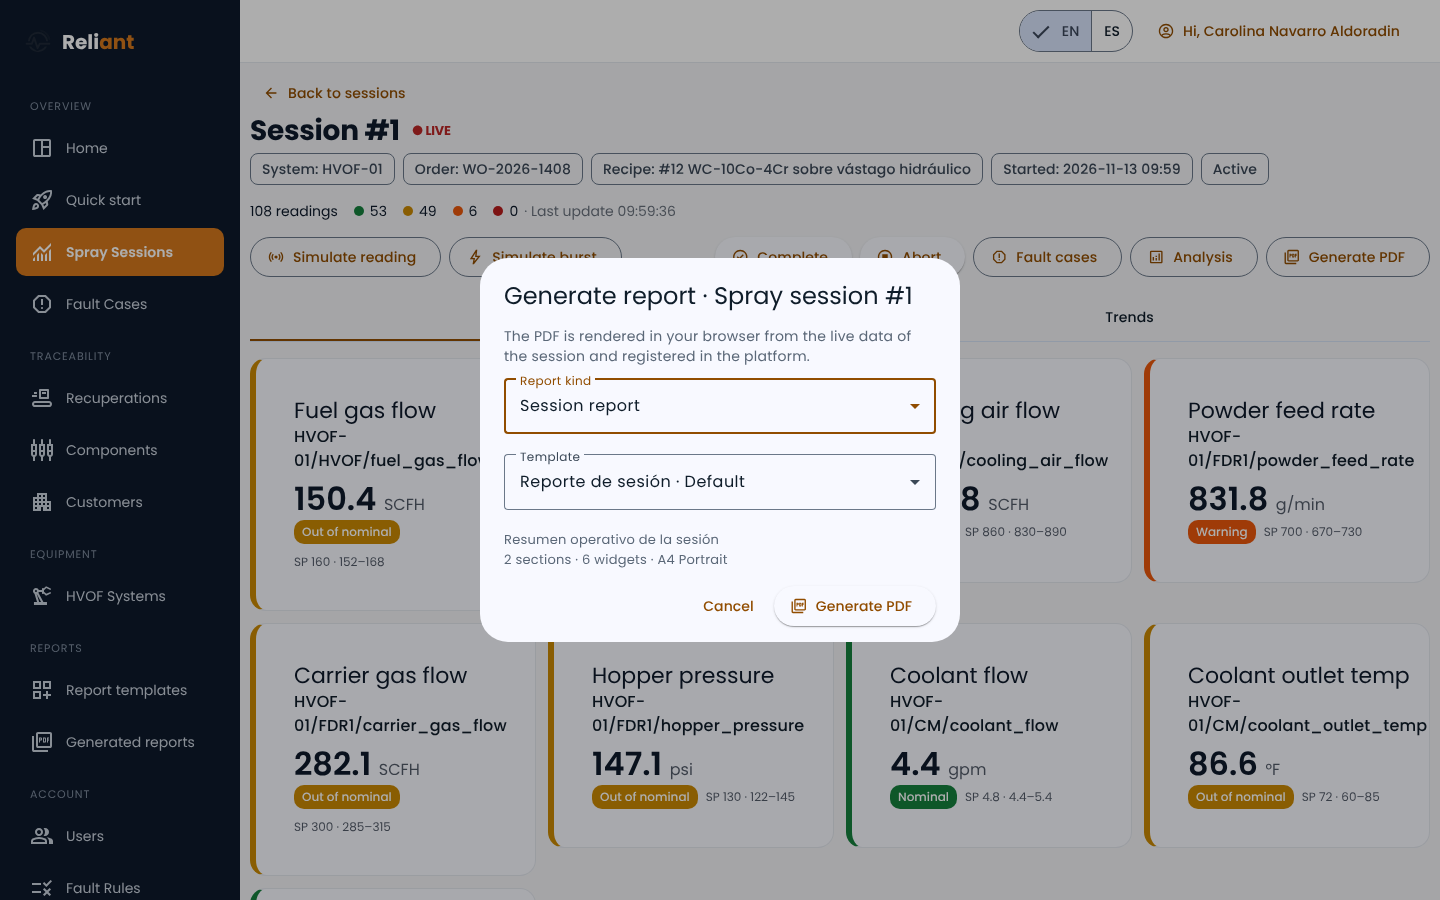 Reliant
EN
ES
Hi, Carolina Navarro Aldoradin
OVERVIEW
Home
Quick start
Spray Sessions
Fault Cases
TRACEABILITY
Recuperations
Components
Customers
EQUIPMENT
HVOF Systems
REPORTS
Report templates
Generated reports
ACCOUNT
Users
Fault Rules
Back to sessions
Session #1
LIVE
System: HVOF-01
Order: WO-2026-1408
Recipe: #12 WC-10Co-4Cr sobre vástago hidráulico
Started: 2026-11-13 09:59
Active
108 readings
53
49
6
0
· Last update 09:59:36
Simulate reading
Simulate burst
Complete
Abort
Fault cases
Analysis
Generate PDF
Trends
Generate report · Spray session #1
The PDF is rendered in your browser from the live data of
the session and registered in the platform.
Report kind
Session report
Template
Reporte de sesión · Default
Resumen operativo de la sesión
2 sections · 6 widgets · A4 Portrait
Cancel
Generate PDF
Fuel gas flow
HVOF-
01/HVOF/fuel_gas_flow
150.4 SCFH
Out of nominal
SP 160 · 152–168
g air flow
/cooling_air_flow
8 SCFH
SP 860 · 830–890
Powder feed rate
HVOF-
01/FDR1/powder_feed_rate
831.8 g/min
Warning
SP 700 · 670–730
Carrier gas flow
HVOF-
01/FDR1/carrier_gas_flow
282.1 SCFH
Out of nominal
SP 300 · 285–315
Hopper pressure
HVOF-
01/FDR1/hopper_pressure
147.1 psi
Out of nominal
SP 130 · 122–145
Coolant flow
HVOF-
01/CM/coolant_flow
4.4 gpm
Nominal
SP 4.8 · 4.4–5.4
Coolant outlet temp
HVOF-
01/CM/coolant_outlet_temp
86.6 °F
Out of nominal
SP 72 · 60–85